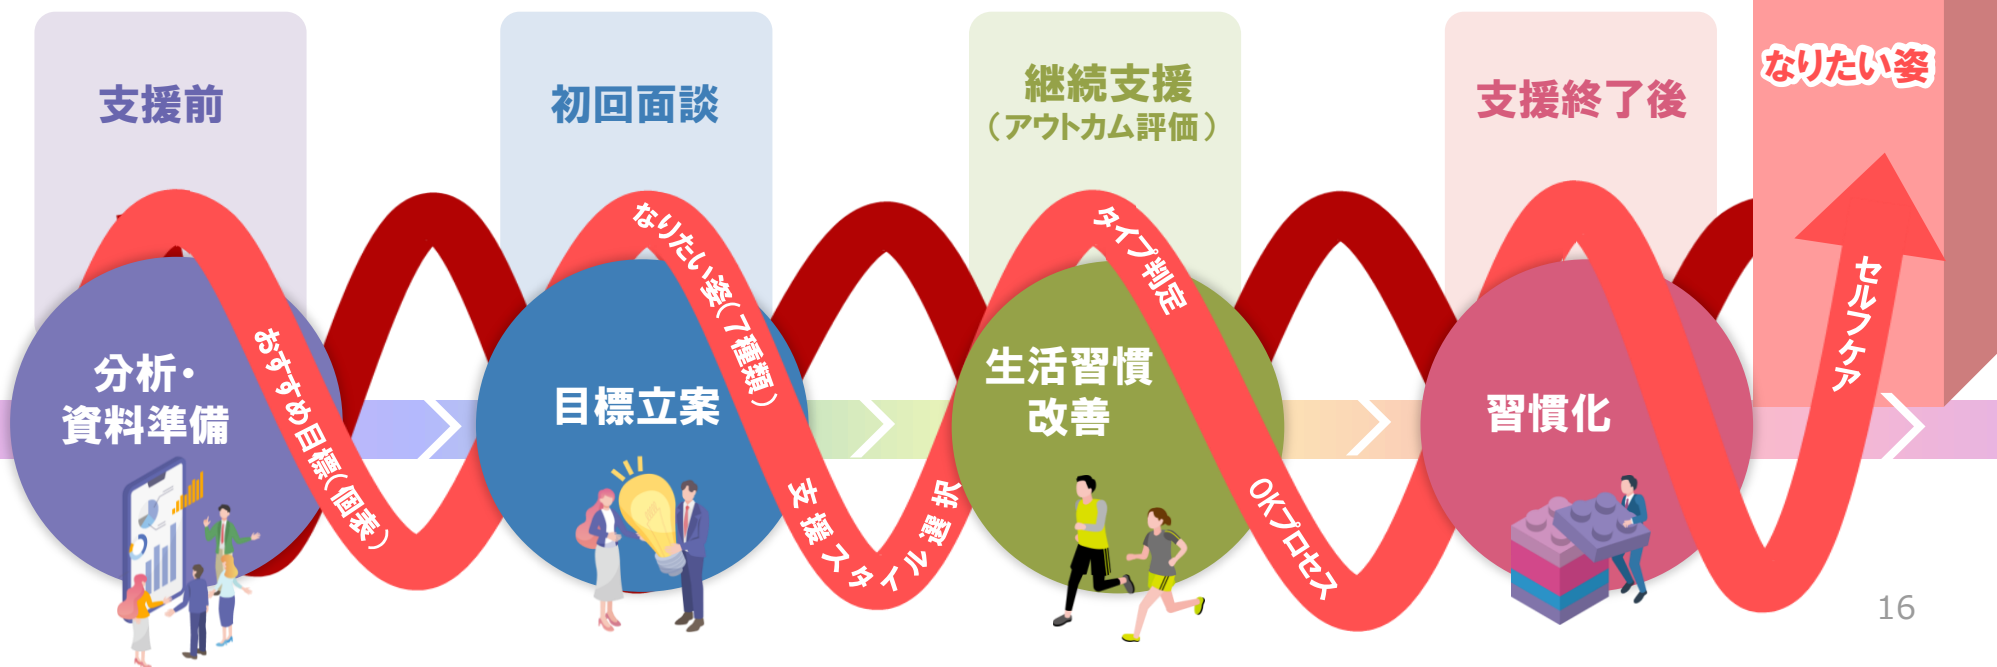 支援前
初回面談
継続支援
（アウトカム評価）
支援終了後
なりたい姿
分析・
資料準備
おすすめ目標（個表）
目標立案
なりたい姿（７種類）
支援スタイル選択
生活習慣
改善
タイプ判定
OKプロセス
習慣化
セルフケア
16